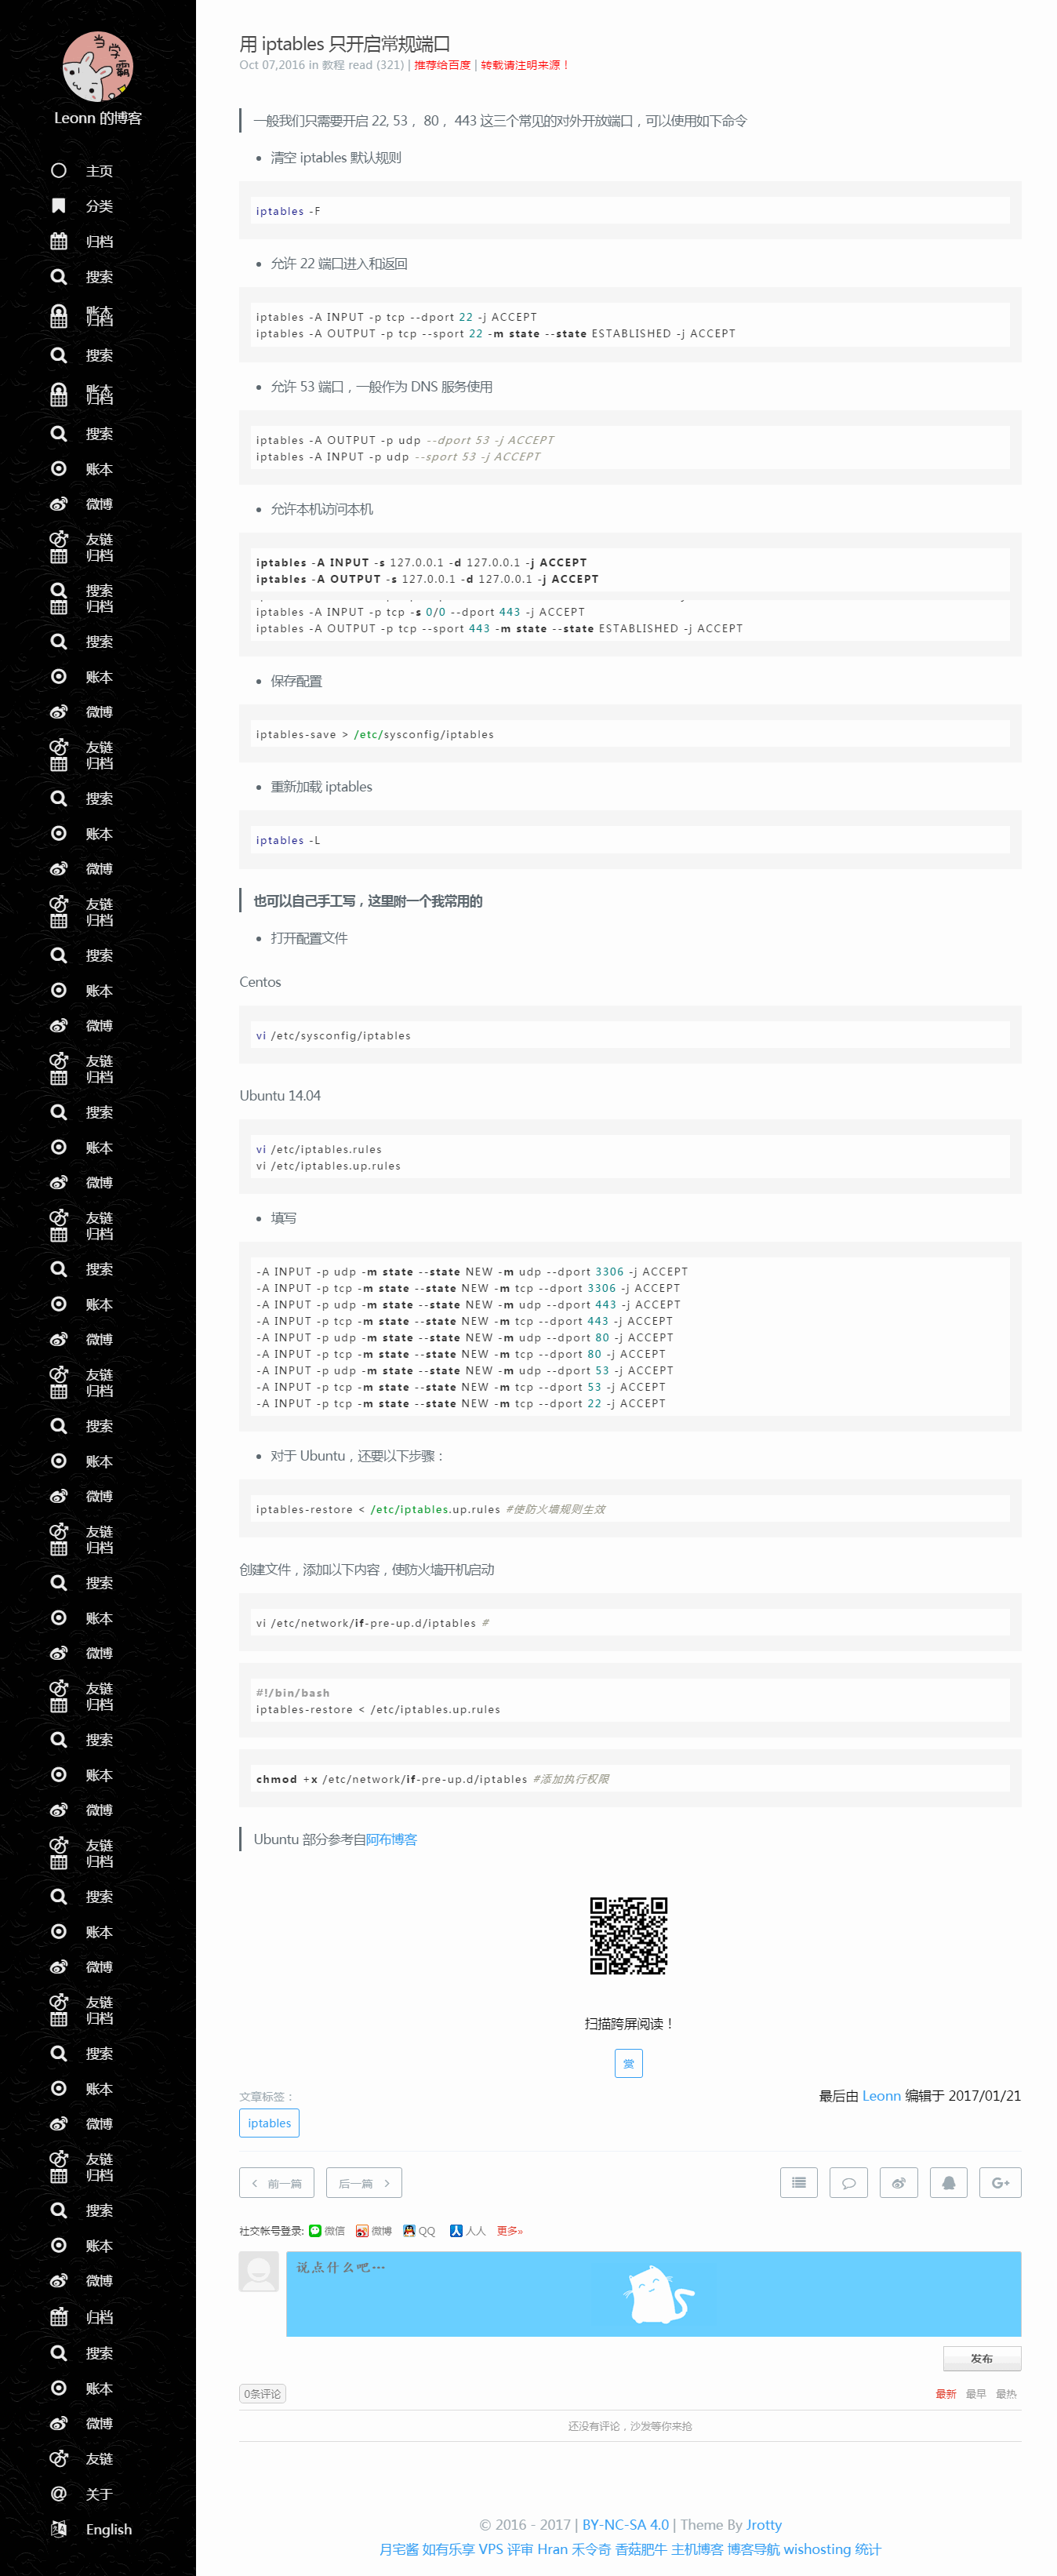 当学霸
Leonn 的博客
主页
分类
归档
搜索
账本
归档
搜索
账本
归档
搜索
账本
微博
友链
归档
搜索
归档
搜索
账本
微博
友链
归档
搜索
账本
微博
友链
归档
搜索
账本
微博
友链
归档
搜索
账本
微博
友链
归档
搜索
账本
微博
友链
归档
搜索
账本
微博
友链
归档
搜索
账本
微博
友链
归档
搜索
账本
微博
友链
归档
搜索
账本
微博
友链
归档
搜索
账本
微博
友链
归档
搜索
账本
微博
归档
搜索
账本
微博
友链
关于
English
用 iptables 只开启常规端口
Oct 07,2016 in 教程 read (321) | 推荐给百度 | 转载请注明来源！
一般我们只需要开启 22, 53， 80， 443 这三个常见的对外开放端口，可以使用如下命令
清空 iptables 默认规则
iptables -F
允许 22 端口进入和返回
iptables -A INPUT -p tcp --dport 22 -j ACCEPT
iptables -A OUTPUT -p tcp --sport 22 -m state --state ESTABLISHED -j ACCEPT
允许 53 端口，一般作为 DNS 服务使用
iptables -A OUTPUT -p udp --dport 53 -j ACCEPT
iptables -A INPUT -p udp --sport 53 -j ACCEPT
允许本机访问本机
iptables -A INPUT -s 127.0.0.1 -d 127.0.0.1 -j ACCEPT
iptables -A OUTPUT -s 127.0.0.1 -d 127.0.0.1 -j ACCEPT
iptables -A INPUT -p tcp -s 0/0 --dport 443 -j ACCEPT
iptables -A OUTPUT -p tcp --sport 443 -m state --state ESTABLISHED -j ACCEPT
保存配置
iptables-save > /etc/sysconfig/iptables
重新加载 iptables
iptables -L
也可以自己手工写，这里附一个我常用的
打开配置文件
Centos
vi /etc/sysconfig/iptables
Ubuntu 14.04
vi /etc/iptables.rules
vi /etc/iptables.up.rules
填写
-A INPUT -p udp -m state --state NEW -m udp --dport 3306 -j ACCEPT
-A INPUT -p tcp -m state --state NEW -m tcp --dport 3306 -j ACCEPT
-A INPUT -p udp -m state --state NEW -m udp --dport 443 -j ACCEPT
-A INPUT -p tcp -m state --state NEW -m tcp --dport 443 -j ACCEPT
-A INPUT -p udp -m state --state NEW -m udp --dport 80 -j ACCEPT
-A INPUT -p tcp -m state --state NEW -m tcp --dport 80 -j ACCEPT
-A INPUT -p udp -m state --state NEW -m udp --dport 53 -j ACCEPT
-A INPUT -p tcp -m state --state NEW -m tcp --dport 53 -j ACCEPT
-A INPUT -p tcp -m state --state NEW -m tcp --dport 22 -j ACCEPT
对于 Ubuntu，还要以下步骤：
iptables-restore < /etc/iptables.up.rules #使防火墙规则生效
创建文件，添加以下内容，使防火墙开机启动
vi /etc/network/if-pre-up.d/iptables #
#!/bin/bash
iptables-restore < /etc/iptables.up.rules
chmod +x /etc/network/if-pre-up.d/iptables #添加执行权限
Ubuntu 部分参考自阿布博客
扫描跨屏阅读！
赏
文章标签：
最后由 Leonn 编辑于 2017/01/21
iptables
前一篇 后一篇
社交帐号登录: 微信 微博 QQ 人人 更多»
说点什么吧…
发布
0条评论
最新 最早 最热
还没有评论，沙发等你来抢
© 2016 - 2017 | BY-NC-SA 4.0 | Theme By Jrotty
月宅酱 如有乐享 VPS 评审 Hran 禾令奇 香菇肥牛 主机博客 博客导航 wishosting 统计